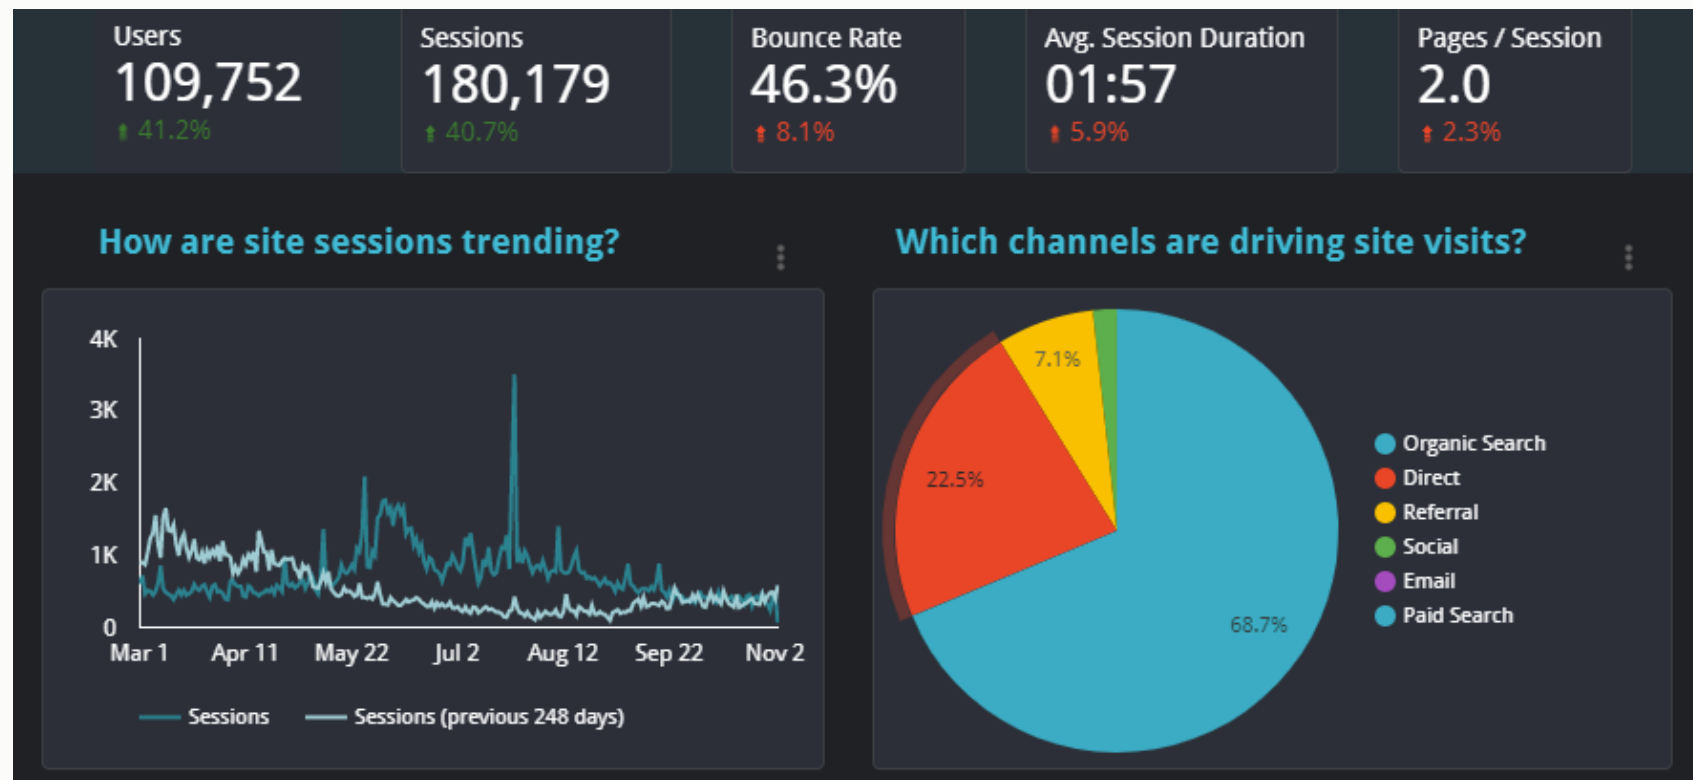 Users
109,752
41.2%
Sessions
180,179
40.7%
Bounce Rate
46.3%
8.1%
Avg. Session Duration
01:57
5.9%
Pages / Session
2.0
2.3%
How are site sessions trending?
4K
3K
2K
1K
0
Mar 1
Apr 11
May 22
Jul 2
Aug 12
Sep 22
Nov 2
Sessions
Sessions (previous 248 days)
Which channels are driving site visits?
7.1%
22.5%
68.7%
Organic Search
Direct
Referral
Social
Email
Paid Search